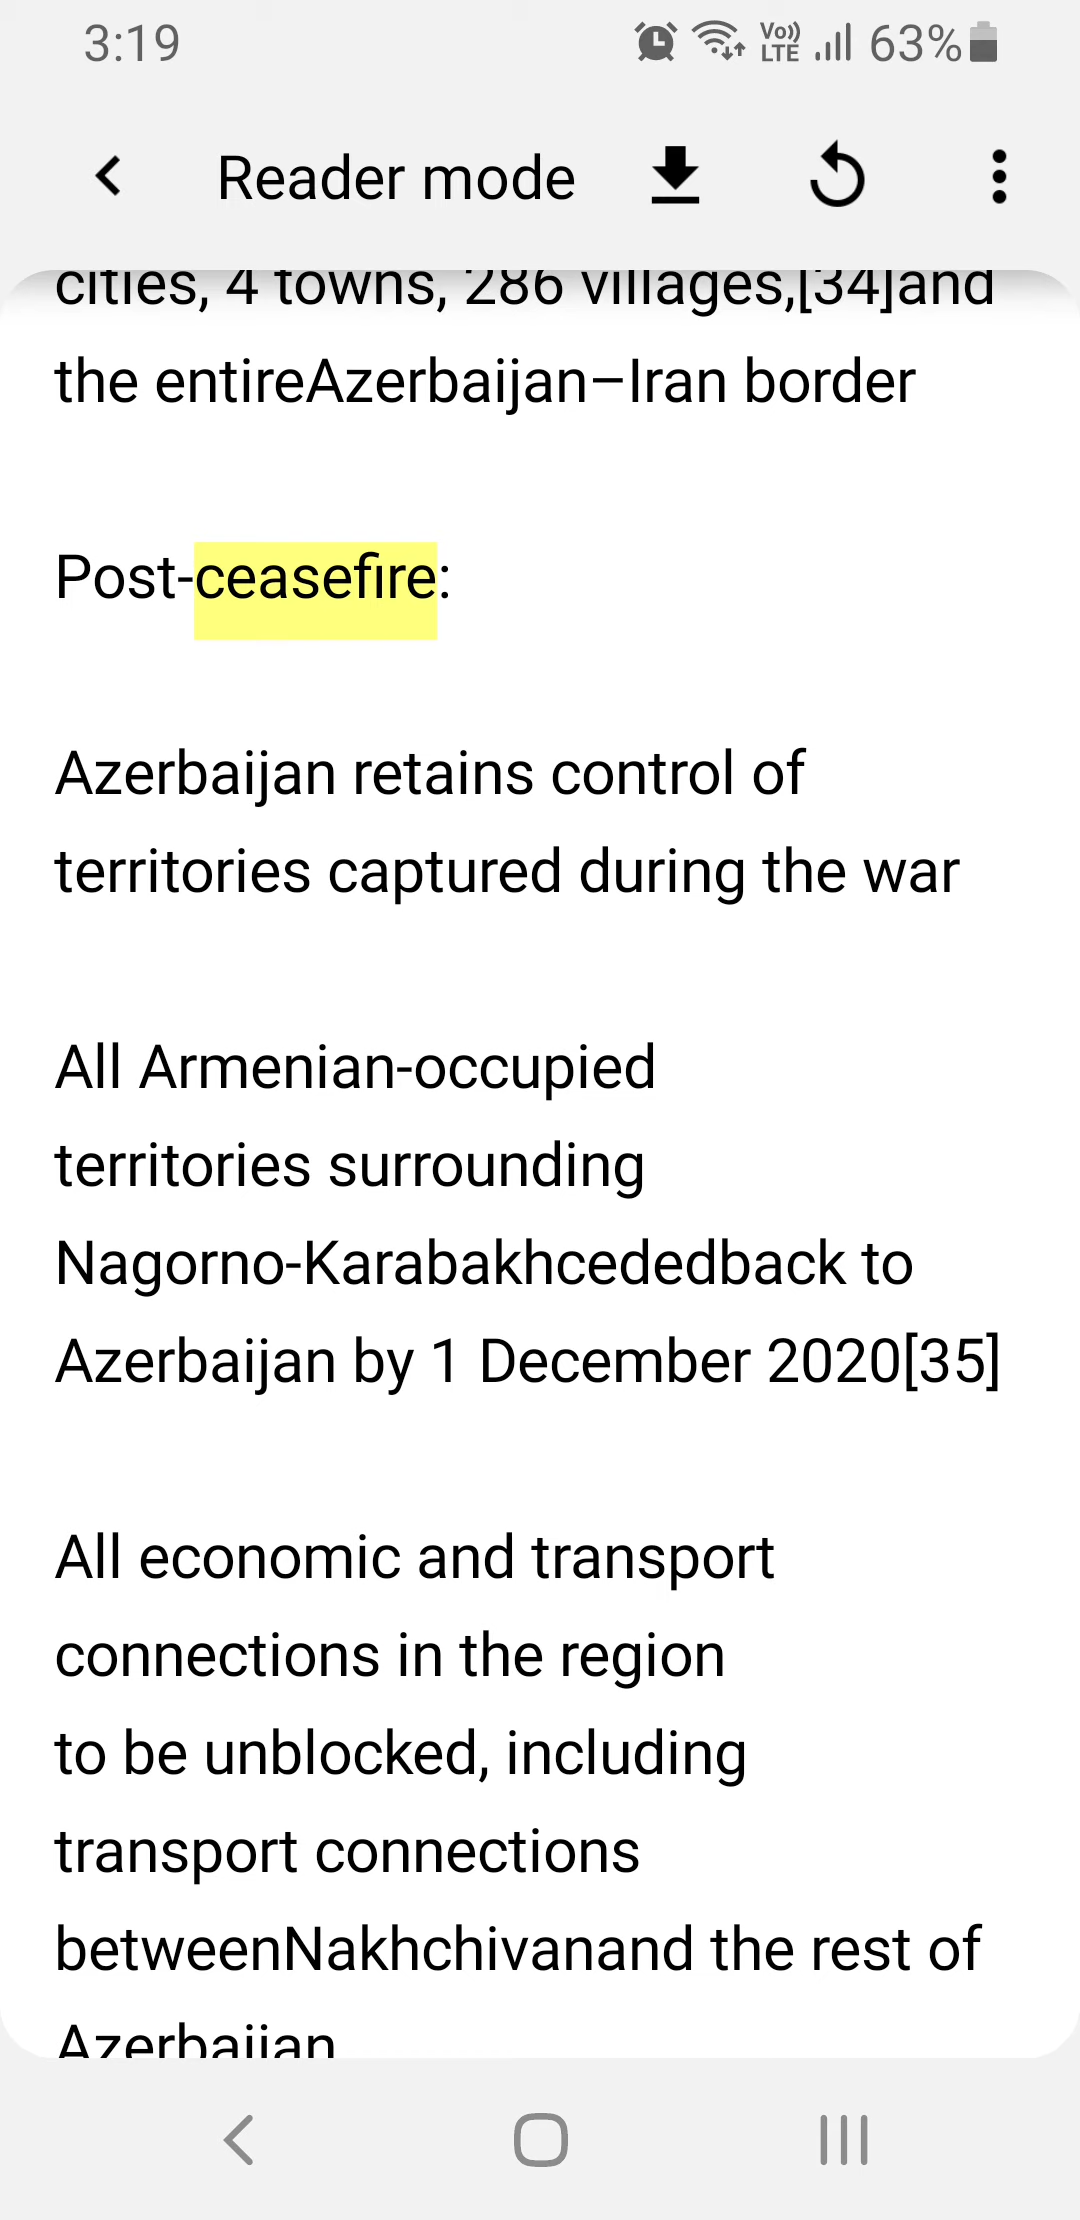 3:19 Vo)) LTE 63%
Reader mode
cities, 4 towns, 286 villages,[34]and
the entireAzerbaijan–Iran border
Post-ceasefire:
Azerbaijan retains control of
territories captured during the war
All Armenian-occupied
territories surrounding
Nagorno-Karabakhcededback to
Azerbaijan by 1 December 2020[35]
All economic and transport
connections in the region
to be unblocked, including
transport connections
betweenNakhchivanand the rest of
Azerbaijan